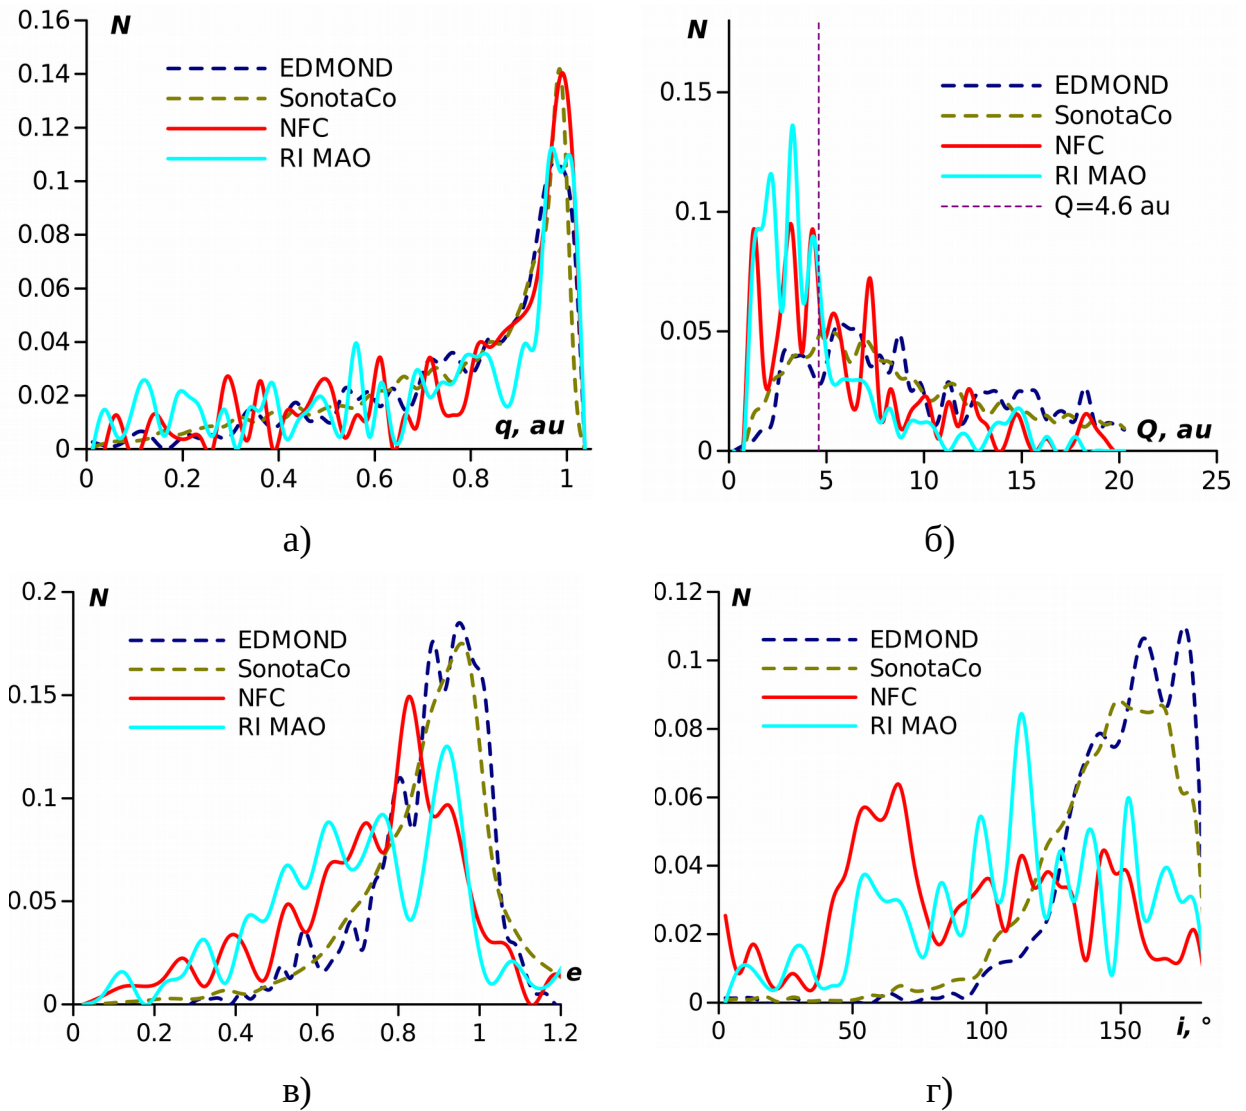 0.16
N
0.14
0.12
0.1
0.08
0.06
0.04
0.02
0
EDMOND
SonotaCo
NFC
RI MAO
q, au
0 0.2 0.4 0.6 0.8 1
а)
N
0.15
0.1
0.05
0
EDMOND
SonotaCo
NFC
RI MAO
Q=4.6 au
Q, au
0 5 10 15 20 25
б)
0.2
N
0.15
0.1
0.05
0
EDMOND
SonotaCo
NFC
RI MAO
e
0 0.2 0.4 0.6 0.8 1 1.2
в)
0.12
N
0.1
0.08
0.06
0.04
0.02
0
EDMOND
SonotaCo
NFC
RI MAO
i, °
0 50 100 150
г)